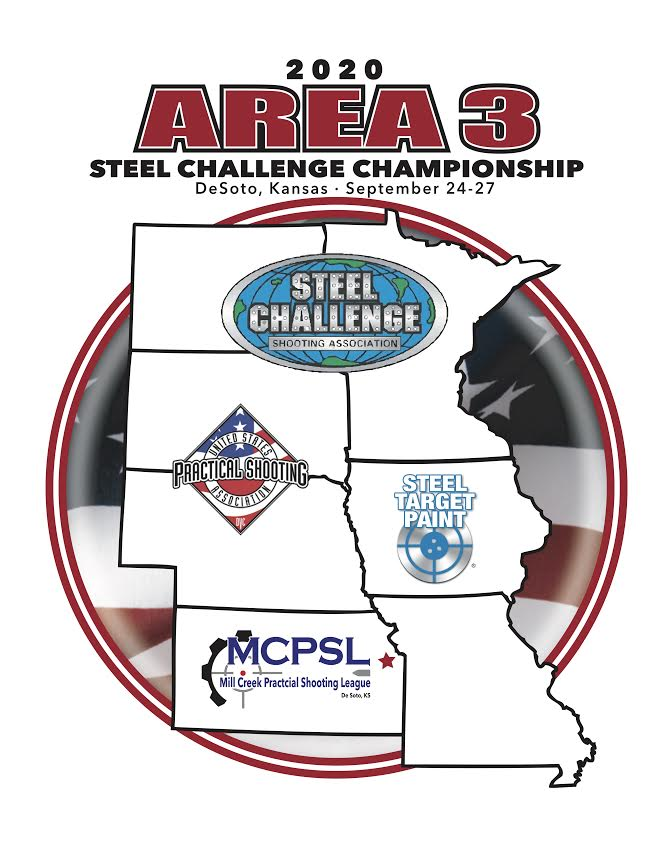 2020
AREA 3
STEEL CHALLENGE CHAMPIONSHIP
DeSoto, Kansas · September 24-27
STEEL
CHALLENGE
SHOOTING ASSOCIATION
UNITED STATES
PRACTICAL SHOOTING
ASSOCIATION
DVC
STEEL
TARGET
PAINT
®
MCPSL
Mill Creek Practcial Shooting League
De Soto, KS